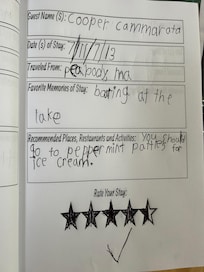 Guest Name (S): Cooper Cammarata
Date (s) of Stay: 7/11/13
Traveled From: peabody, ma
Favorite Memories of Stay: boating at the
lake
Recommended Places, Restaurants and Activities: you should
go to peppermint patties for
ice cream.
Rate Your Stay: